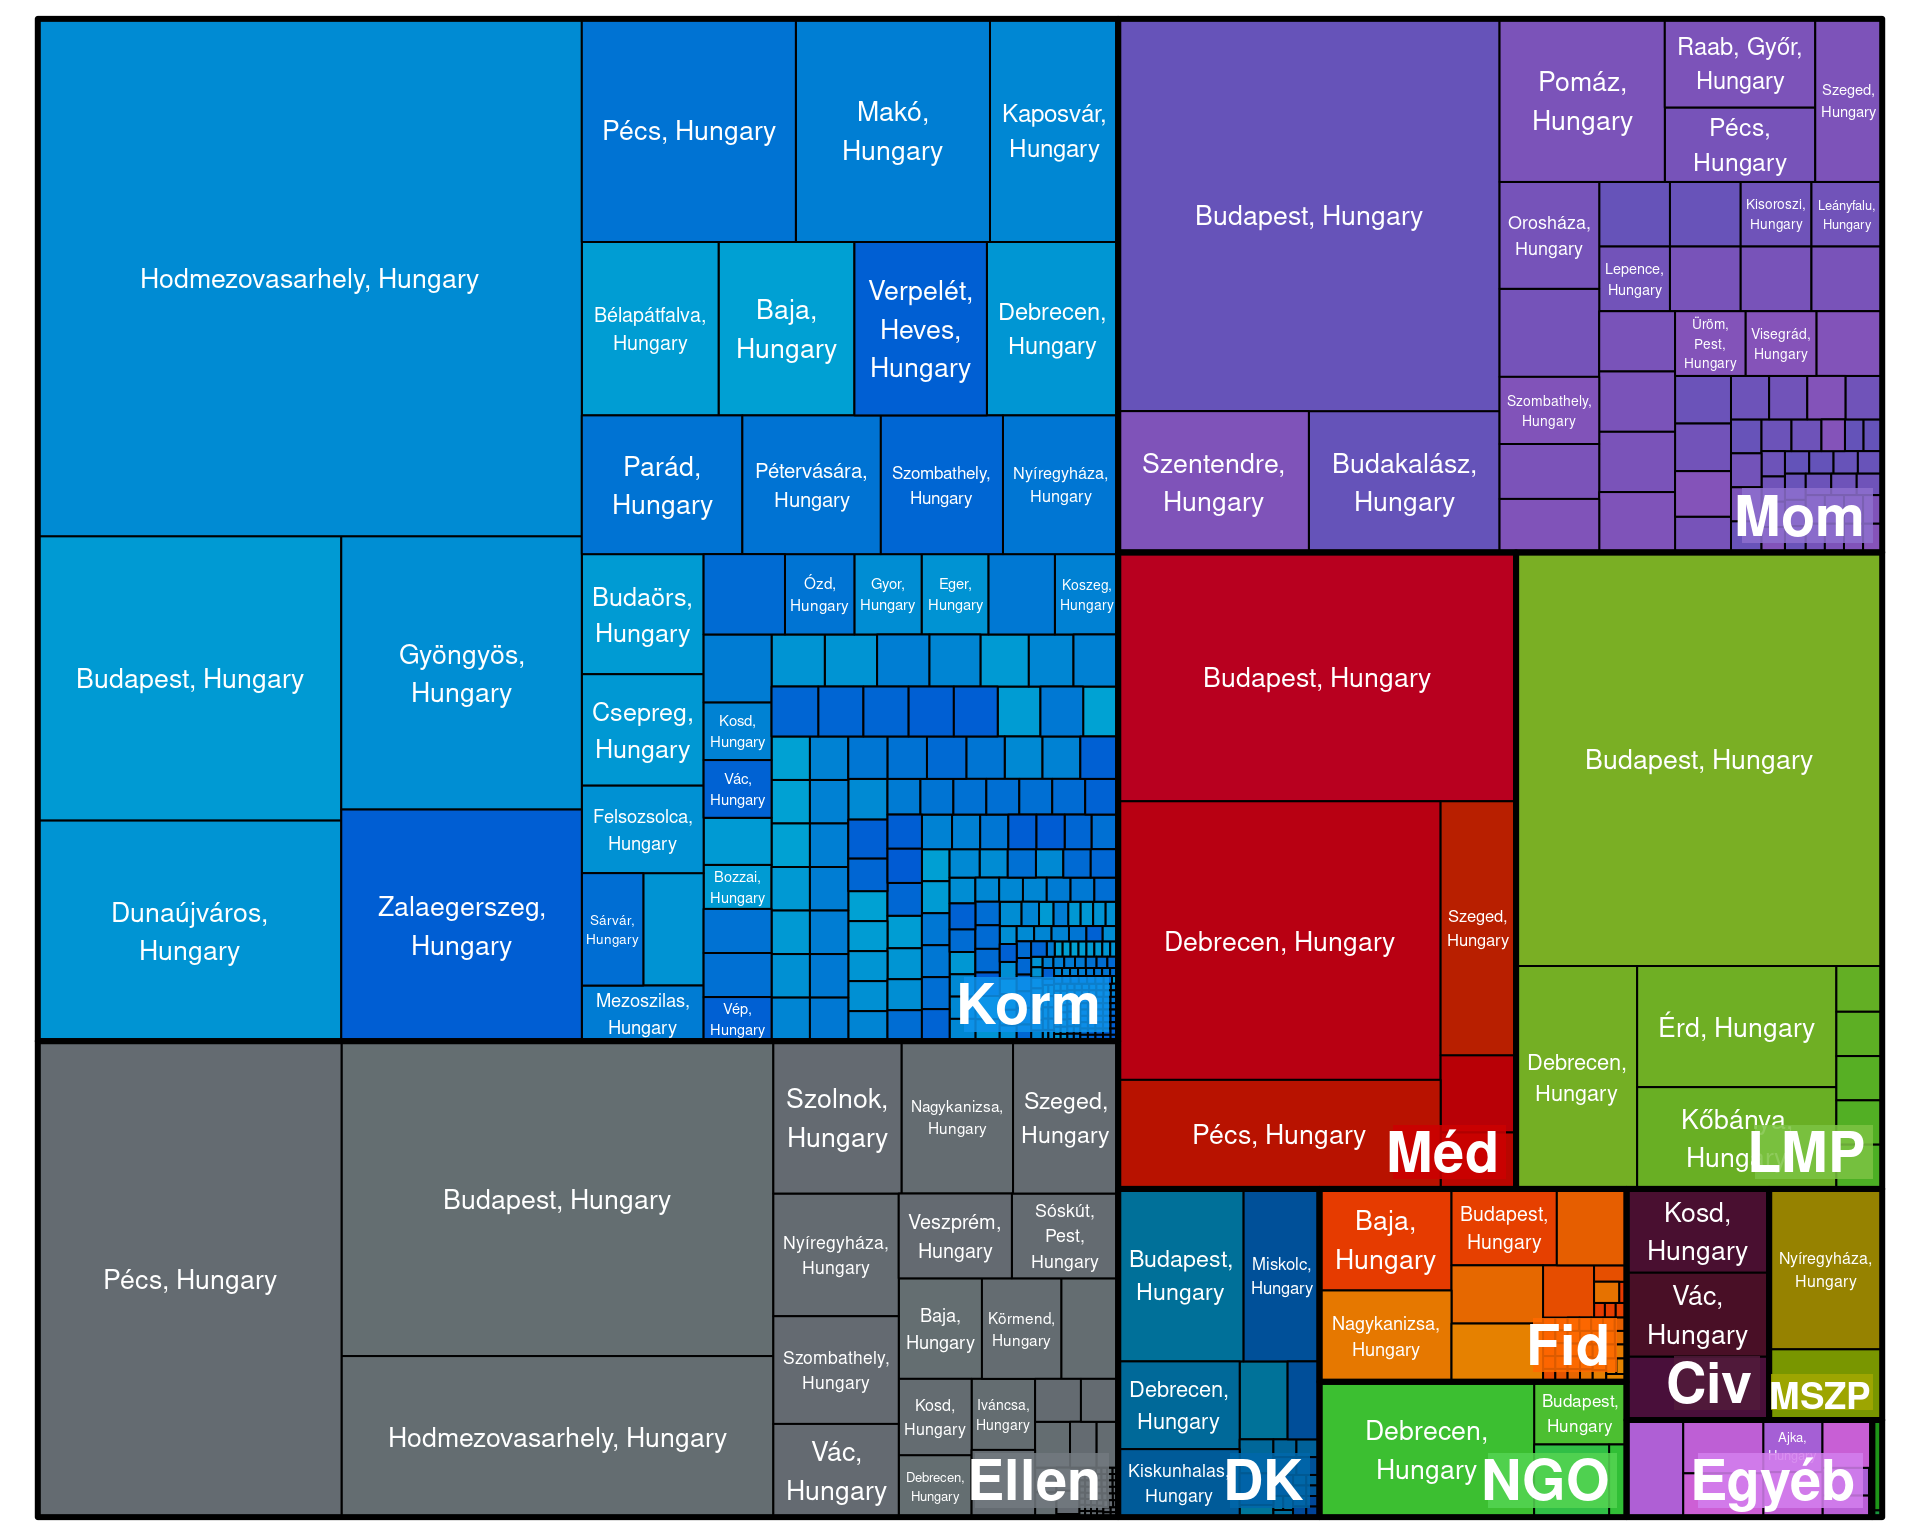 Hodmezovasarhely, Hungary
Budapest, Hungary
Gyöngyös,
Hungary
Dunaújváros,
Hungary
Zalaegerszeg,
Hungary
Pécs, Hungary
Makó,
Hungary
Kaposvár,
Hungary
Bélapátfalva,
Hungary
Baja,
Hungary
Verpelét,
Heves,
Hungary
Debrecen,
Hungary
Parád,
Hungary
Pétervására,
Hungary
Szombathely,
Hungary
Nyíregyháza,
Hungary
Budaörs,
Hungary
Csepreg,
Hungary
Felsozsolca,
Hungary
Sárvár,
Hungary
Mezoszilas,
Hungary
Ózd,
Hungary
Gyor,
Hungary
Eger,
Hungary
Koszeg,
Hungary
Kosd,
Hungary
Vác,
Hungary
Bozzai,
Hungary
Vép,
Hungary
Korm
Budapest, Hungary
Szentendre,
Hungary
Budakalász,
Hungary
Pomáz,
Hungary
Raab, Győr,
Hungary
Pécs,
Hungary
Szeged,
Hungary
Orosháza,
Hungary
Kisoroszi,
Hungary
Leányfalu,
Hungary
Lepence,
Hungary
Üröm,
Pest,
Hungary
Visegrád,
Hungary
Szombathely,
Hungary
Mom
Budapest, Hungary
Debrecen, Hungary
Szeged,
Hungary
Pécs, Hungary
Méd
Budapest, Hungary
Debrecen,
Hungary
Érd, Hungary
Kőbánya,
Hungary
LMP
Pécs, Hungary
Budapest, Hungary
Hodmezovasarhely, Hungary
Szolnok,
Hungary
Nagykanizsa,
Hungary
Szeged,
Hungary
Nyíregyháza,
Hungary
Veszprém,
Hungary
Sóskút,
Pest,
Hungary
Szombathely,
Hungary
Baja,
Hungary
Körmend,
Hungary
Vác,
Hungary
Kosd,
Hungary
Iváncsa,
Hungary
Debrecen,
Hungary
Ellen
Budapest,
Hungary
Miskolc,
Hungary
Debrecen,
Hungary
Kiskunhalas,
Hungary
DK
Baja,
Hungary
Budapest,
Hungary
Nagykanizsa,
Hungary
Fid
Debrecen,
Hungary
Budapest,
Hungary
NGO
Kosd,
Hungary
Vác,
Hungary
Civ
Nyíregyháza,
Hungary
MSZP
Ajka,
Hungary
Egyéb